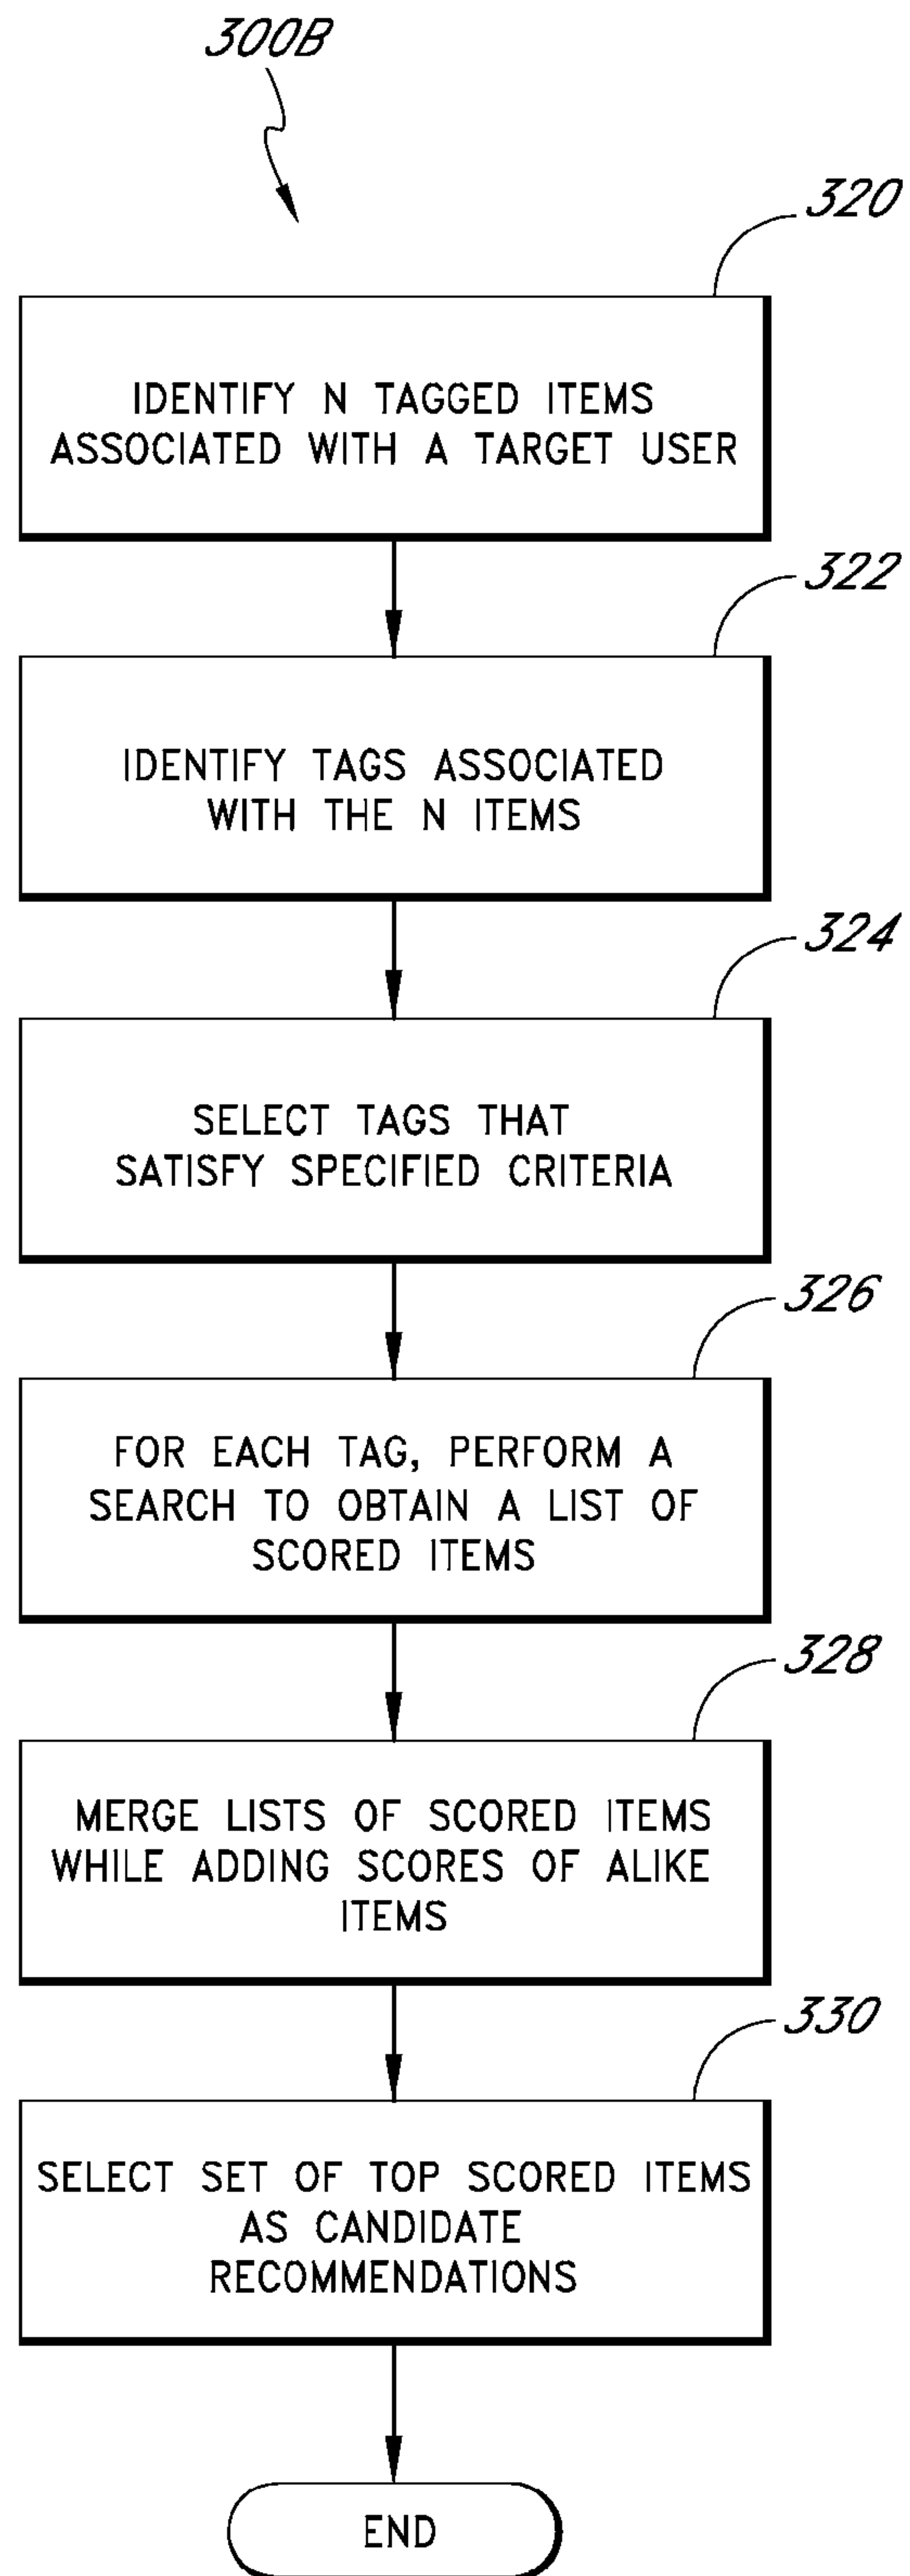 300B
320
IDENTIFY N TAGGED ITEMS
ASSOCIATED WITH A TARGET USER
322
IDENTIFY TAGS ASSOCIATED
WITH THE N ITEMS
324
SELECT TAGS THAT
SATISFY SPECIFIED CRITERIA
326
FOR EACH TAG, PERFORM A
SEARCH TO OBTAIN A LIST OF
SCORED ITEMS
328
MERGE LISTS OF SCORED ITEMS
WHILE ADDING SCORES OF ALIKE
ITEMS
330
SELECT SET OF TOP SCORED ITEMS
AS CANDIDATE
RECOMMENDATIONS
END